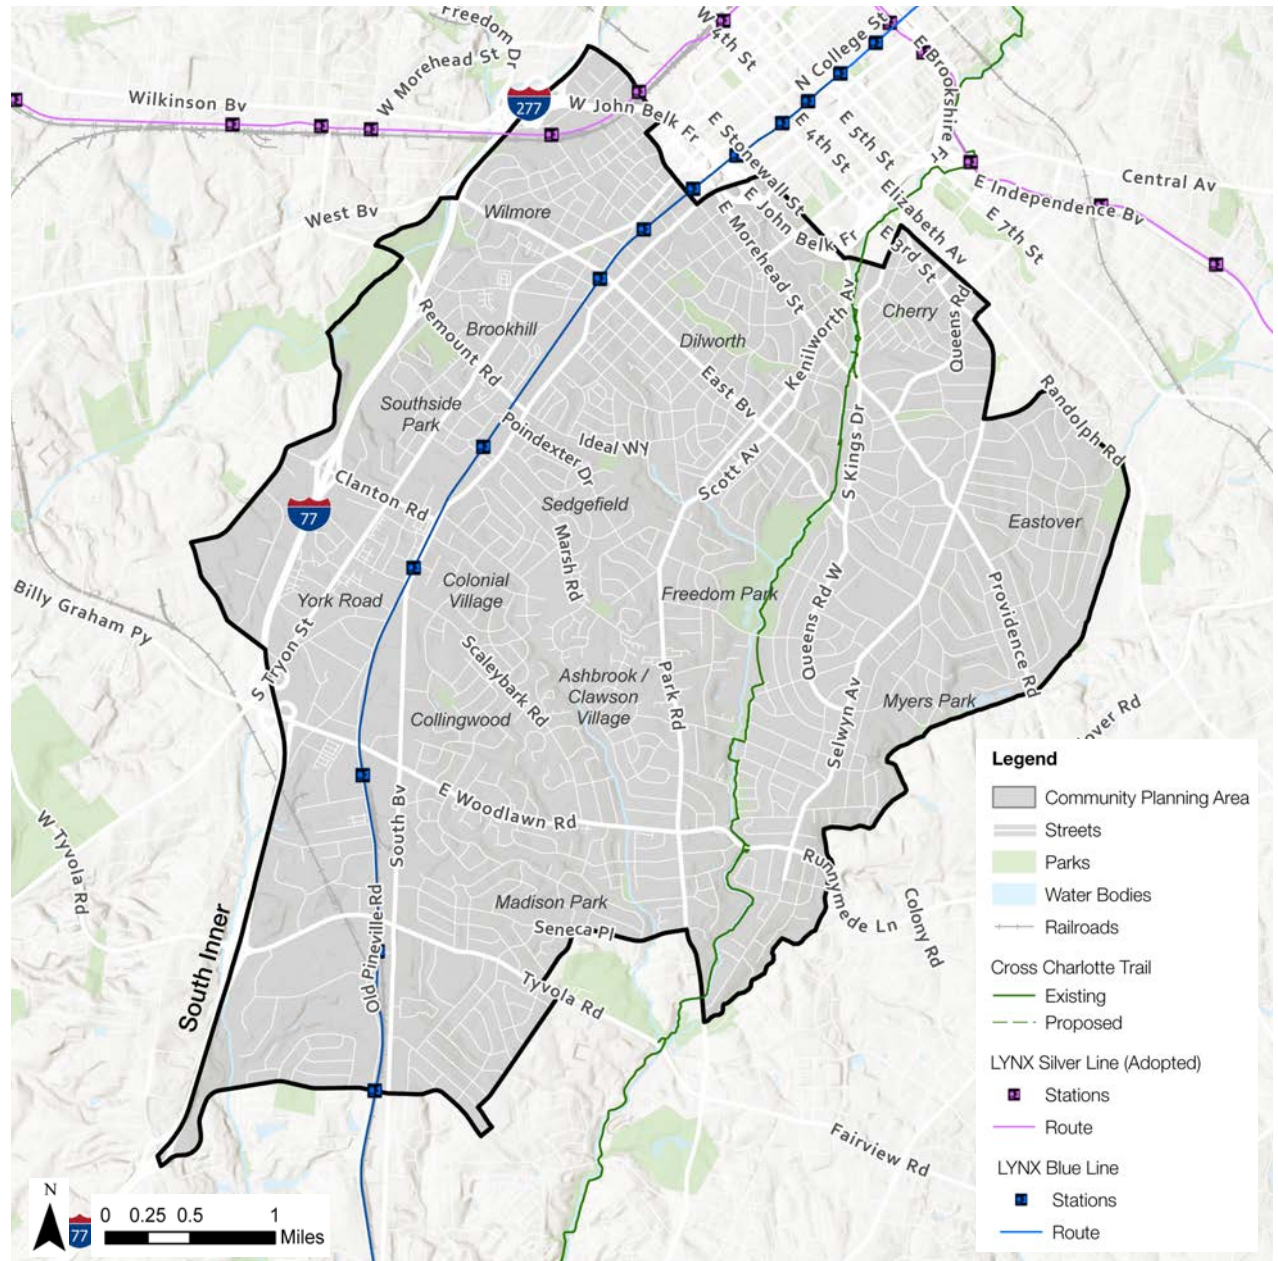 Freedom Dr
W Morehead St
Wilkinson Bv
277
W John Belk Fr
W 4th St
N College St
E Brookshire Fr
E Stonewall St
E 4th St
E 5th St
Central Av
E Independence Bv
E 7th St
Elizabeth Av
E 3rd St
E John Belk Fr
E Morehead St
West Bv
Wilmore
Cherry
Queens Rd
Kenilworth Av
Dilworth
Brookhill
Remount Rd
East Bv
Randolph Rd
Southside
Park
Poindexter Dr
Ideal Wy
Scott Av
S Kings Dr
Clanton Rd
77
Sedgefield
Eastover
Marsh Rd
Billy Graham Py
York Road
Colonial
Village
Freedom Park
Queens Rd W
Providence Rd
S Tryon St
Scaleybark Rd
Ashbrook /
Clawson
Village
Park Rd
Collingwood
Selwyn Av
Myers Park
over Rd
W Tyvola Rd
South Bv
E Woodlawn Rd
Runnymede Ln
Colony Rd
Madison Park
Seneca Pl
Old Pineville Rd
Tyvola Rd
South Inner
Fairview Rd
Legend
Community Planning Area
Streets
Parks
Water Bodies
Railroads
Cross Charlotte Trail
Existing
Proposed
LYNX Silver Line (Adopted)
Stations
Route
LYNX Blue Line
Stations
Route
N
77
0 0.25 0.5 1
Miles